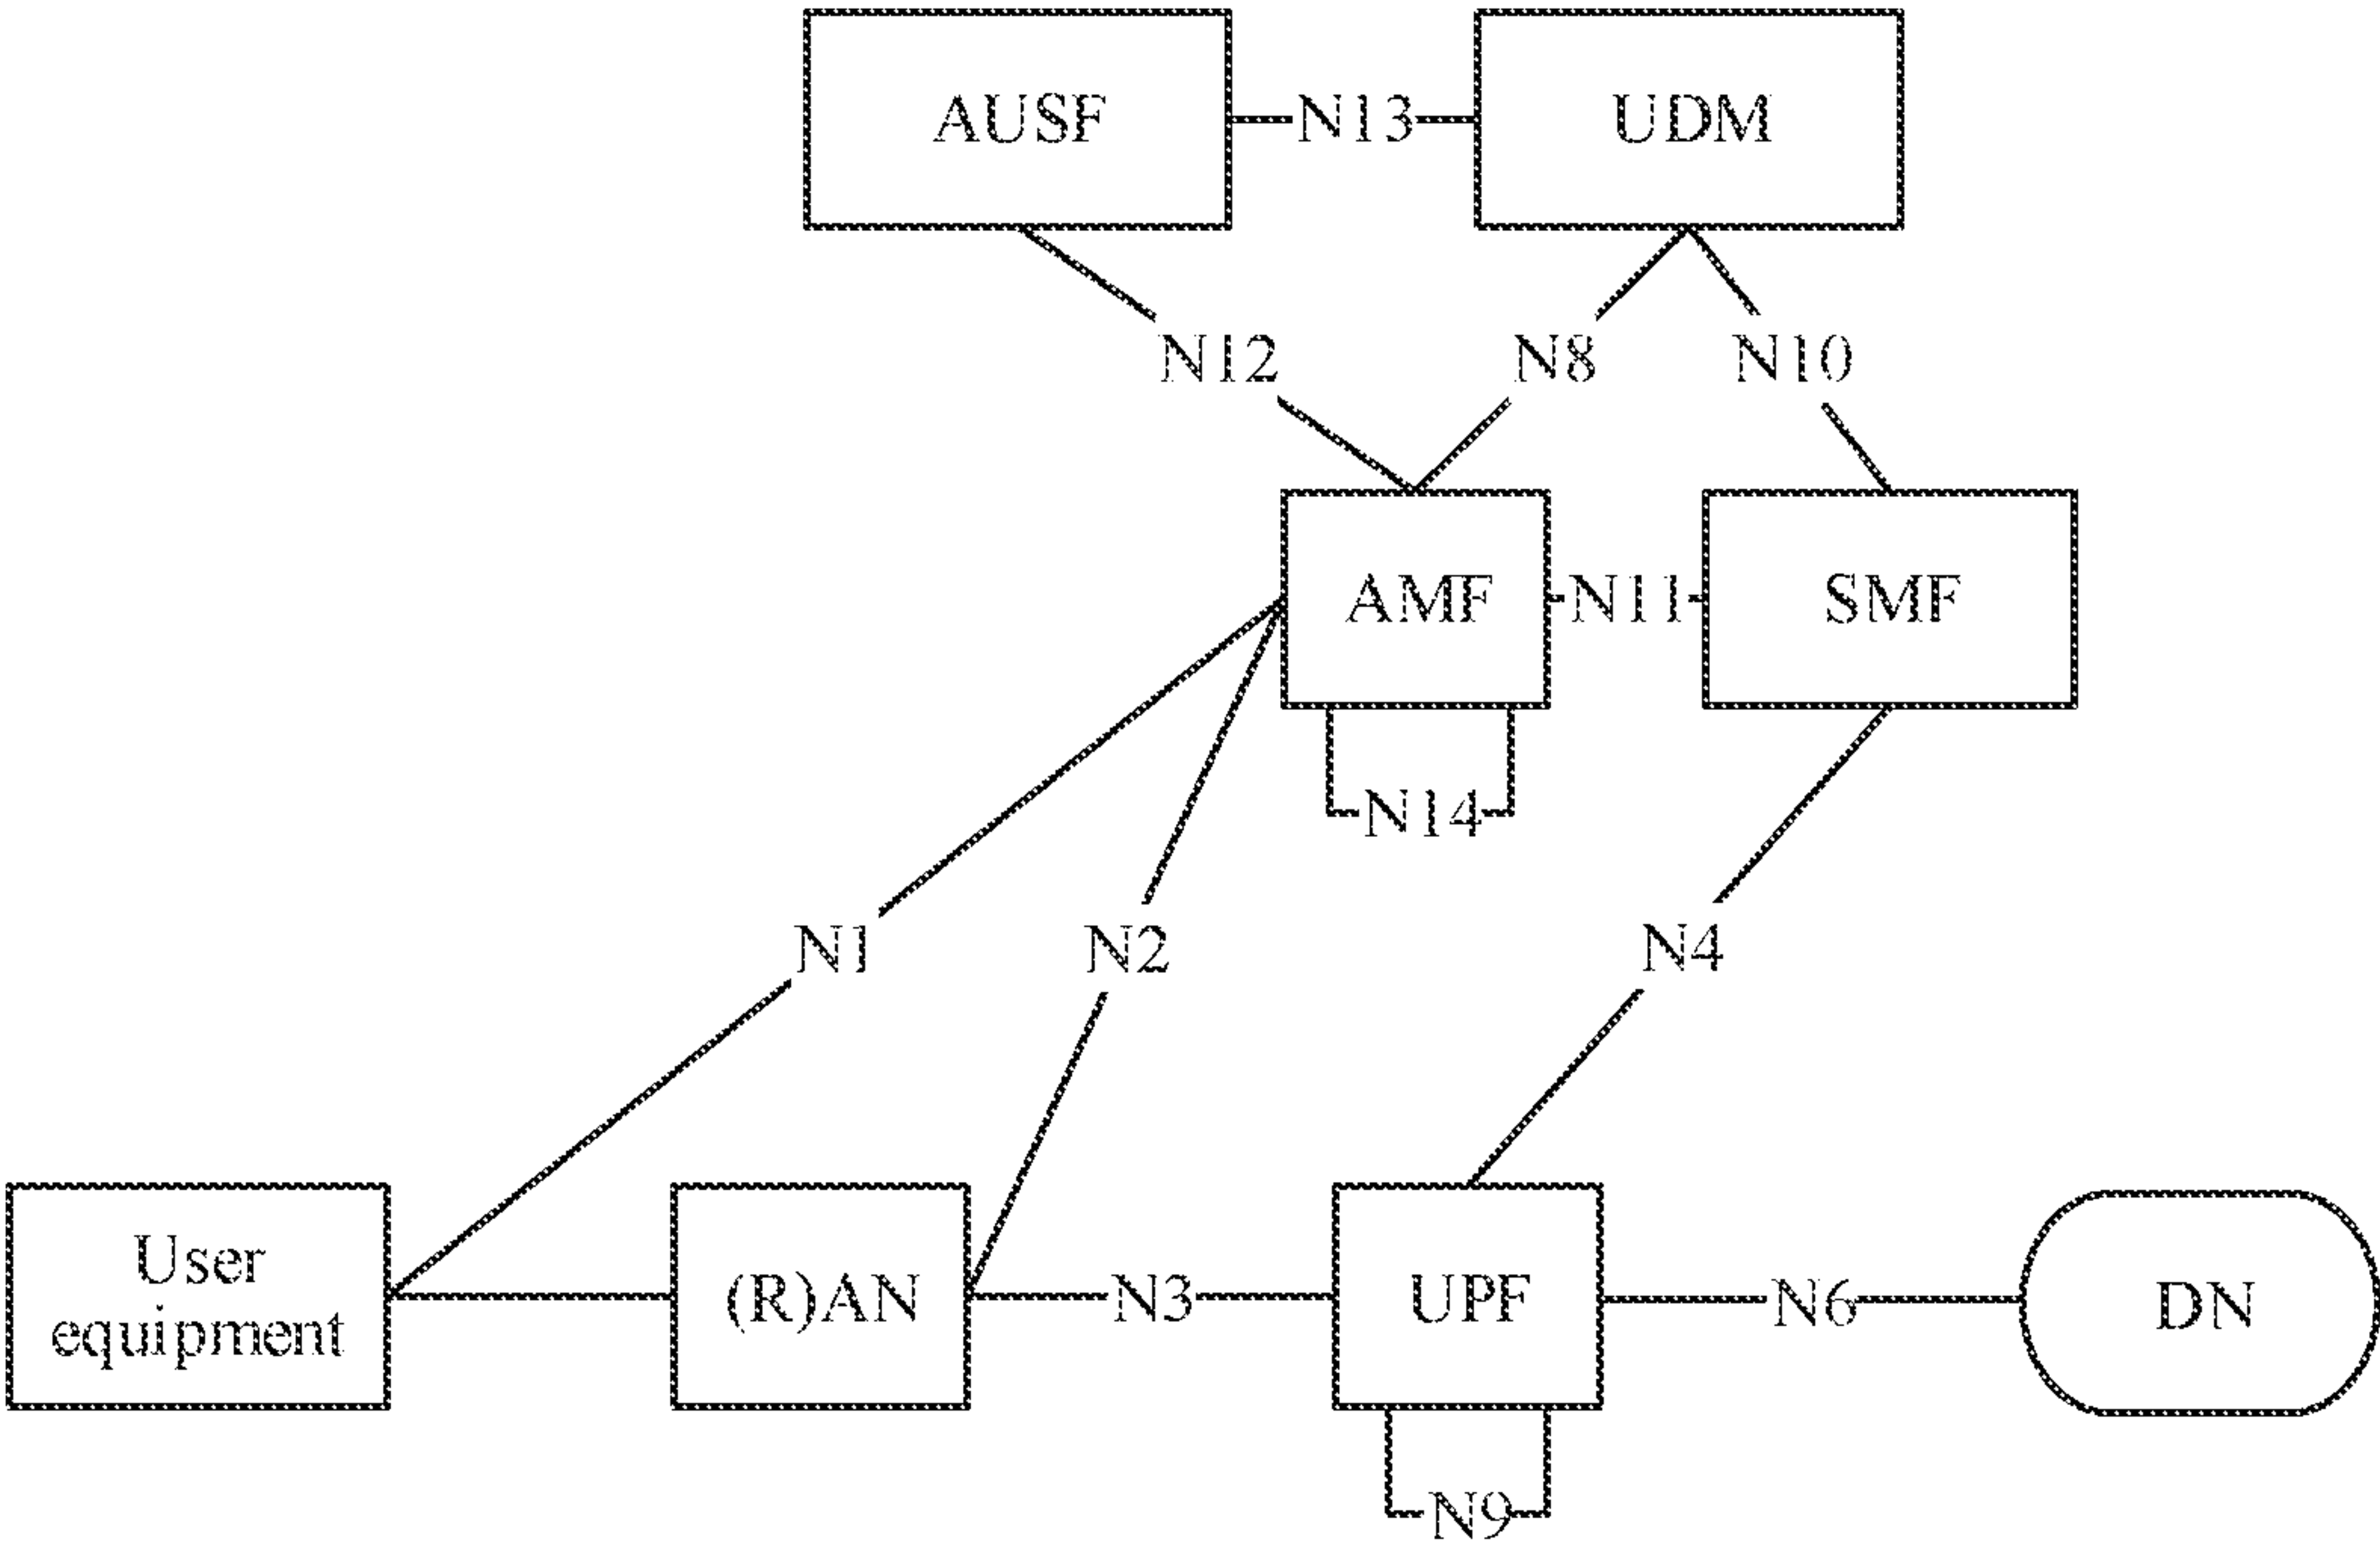 AUSF
N13
UDM
N12
N8
N10
AMF
N11
SMF
N14
N1
N2
N4
User
equipment
(R)AN
N3
UPF
N6
DN
N9